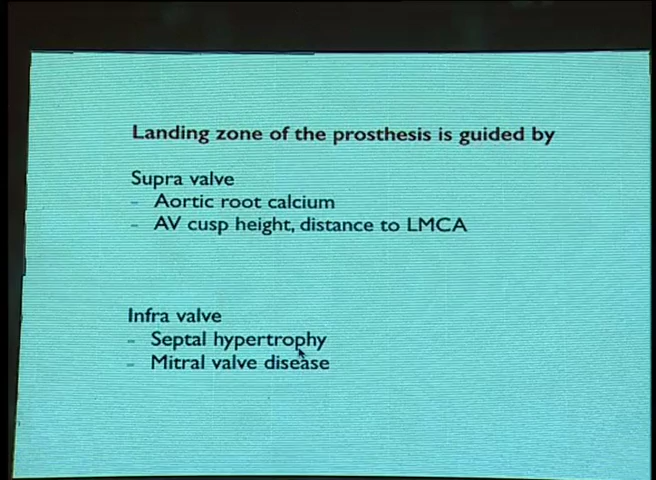 Landing zone of the prosthesis is guided by
Supra valve
- Aortic root calcium
- AV cusp height, distance to LMCA
Infra valve
- Septal hypertrophy
- Mitral valve disease